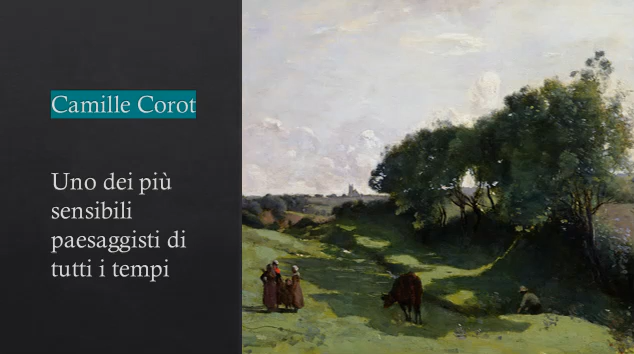 Camille Corot
Uno dei più
sensibili
paesaggisti di
tutti i tempi